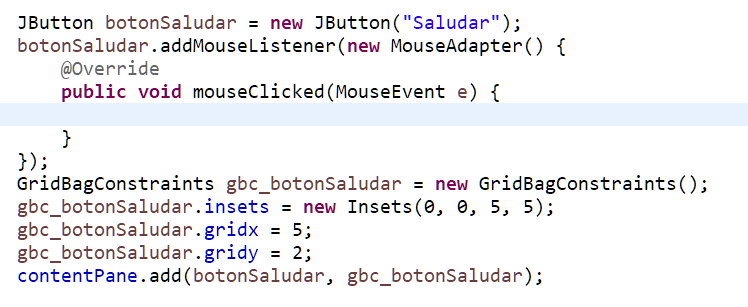 JButton botonSaludar = new JButton("Saludar");
botonSaludar.addMouseListener(new MouseAdapter() {
    @Override
    public void mouseClicked(MouseEvent e) {

    }
});
GridBagConstraints gbc_botonSaludar = new GridBagConstraints();
gbc_botonSaludar.insets = new Insets(0, 0, 5, 5);
gbc_botonSaludar.gridx = 5;
gbc_botonSaludar.gridy = 2;
contentPane.add(botonSaludar, gbc_botonSaludar);